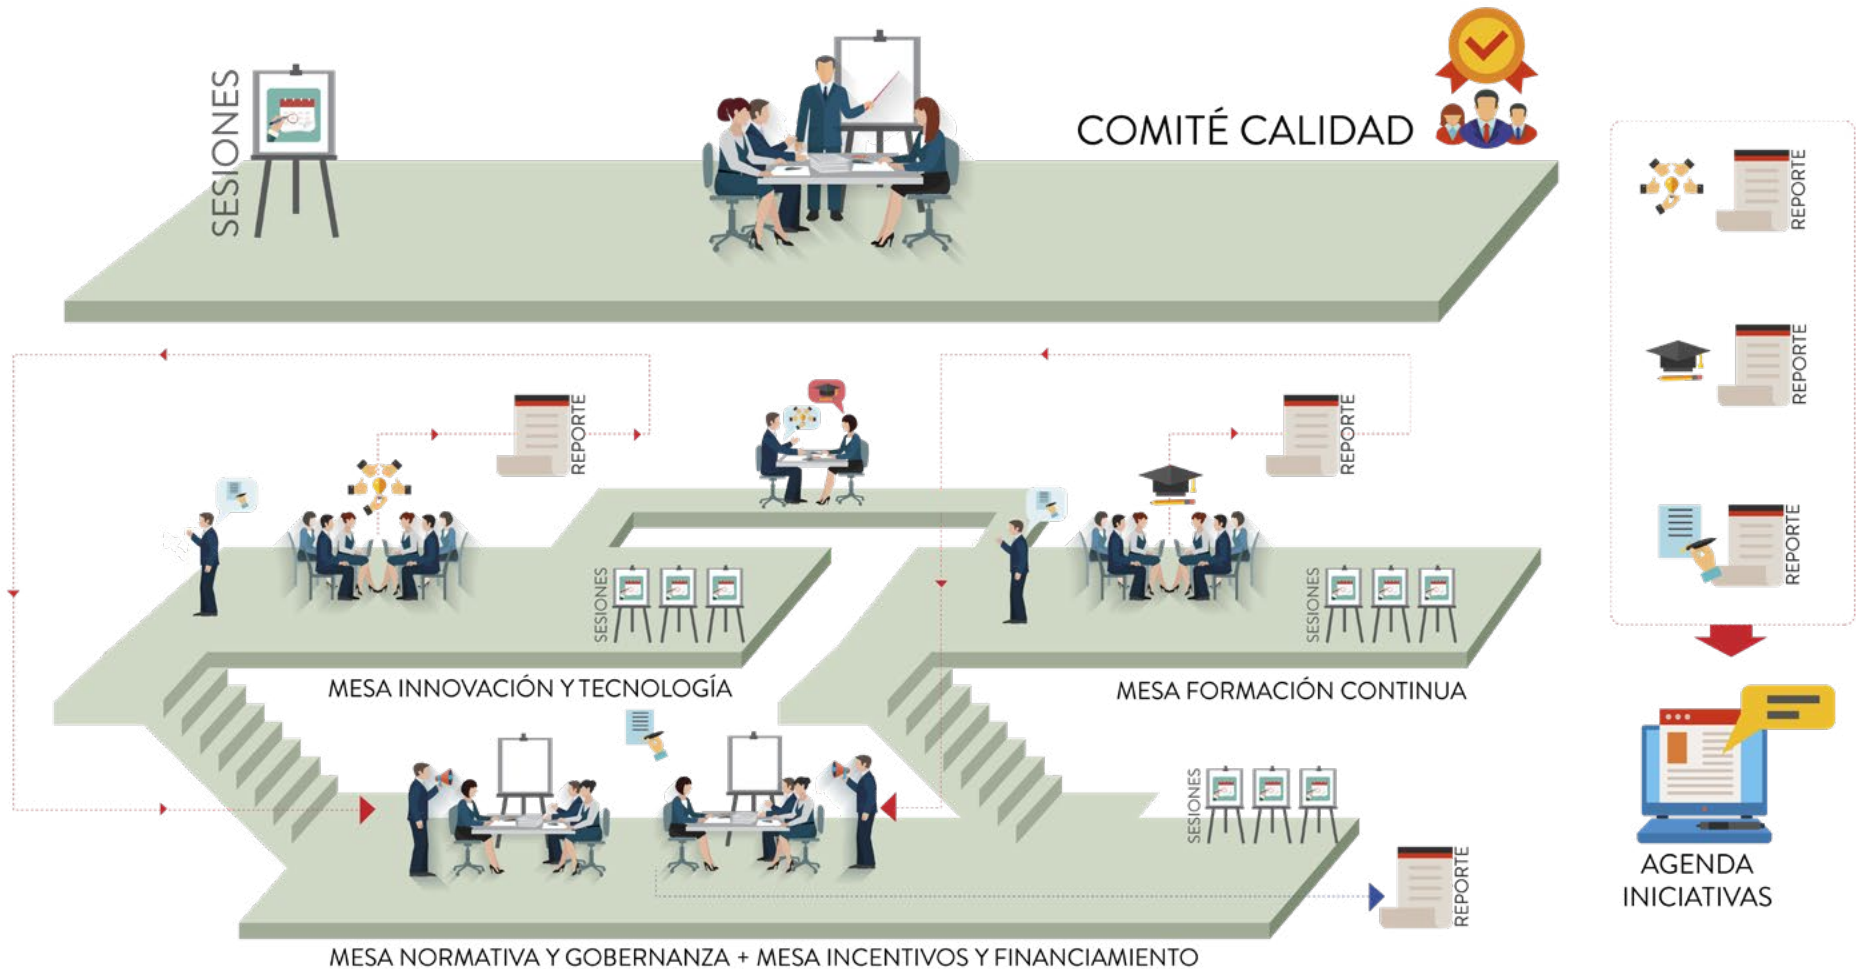 SESIONES
COMITÉ CALIDAD
REPORTE
REPORTE
REPORTE
REPORTE
REPORTE
SESIONES
SESIONES
MESA INNOVACIÓN Y TECNOLOGÍA
MESA FORMACIÓN CONTINUA
SESIONES
REPORTE
AGENDA
INICIATIVAS
MESA NORMATIVA Y GOBERNANZA + MESA INCENTIVOS Y FINANCIAMIENTO